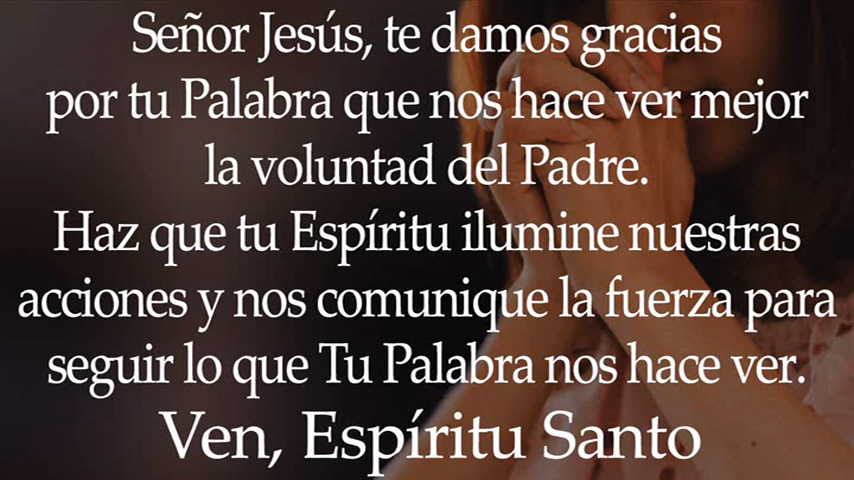 Señor Jesús, te damos gracias
por tu Palabra que nos hace ver mejor
la voluntad del Padre.
Haz que tu Espíritu ilumine nuestras
acciones y nos comunique la fuerza para
seguir lo que Tu Palabra nos hace ver.
Ven, Espíritu Santo